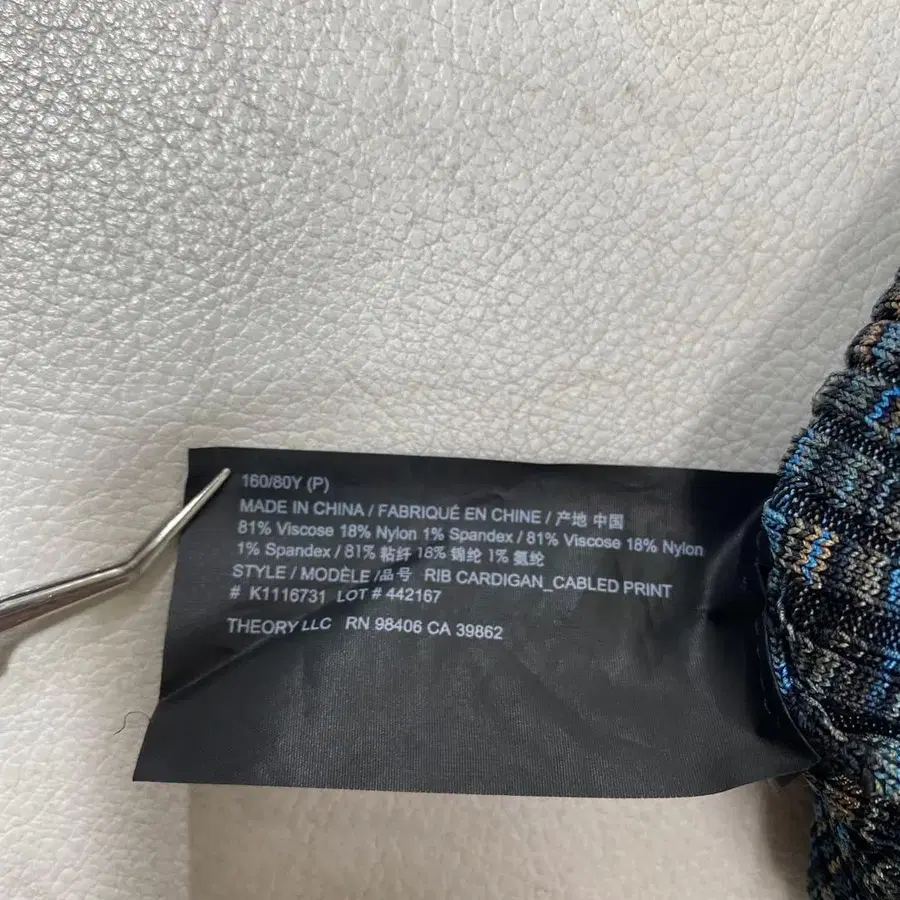 160/80Y (P)
MADE IN CHINA / FABRIQUÉ EN CHINE / 产地 中国
81% Viscose 18% Nylon 1% Spandex / 81% Viscose 18% Nylon
1% Spandex / 81% 粘纤 18% 锦纶 1% 氨纶
STYLE / MODÈLE /品号 RIB CARDIGAN_CABLED PRINT
# K1116731 LOT # 442167
THEORY LLC RN 98406 CA 39862